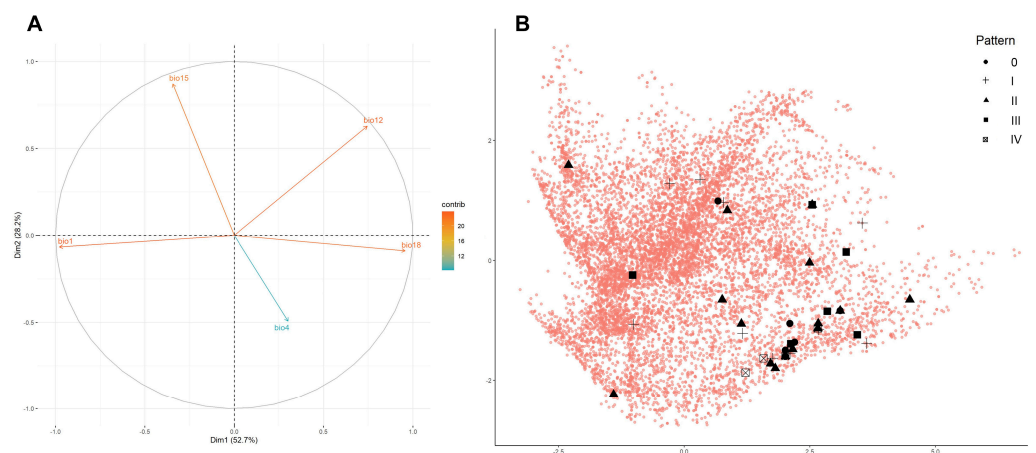 A
1.0
0.5
0.0
-0.5
-1.0
Dim2 (28.2%)
bio15
bio12
bio1
bio18
bio4
-1.0
-0.5
0.0
0.5
1.0
Dim1 (52.7%)
contrib
20
16
12
B
2
0
-2
-2.5
0.0
2.5
5.0
Pattern
0
I
II
III
IV